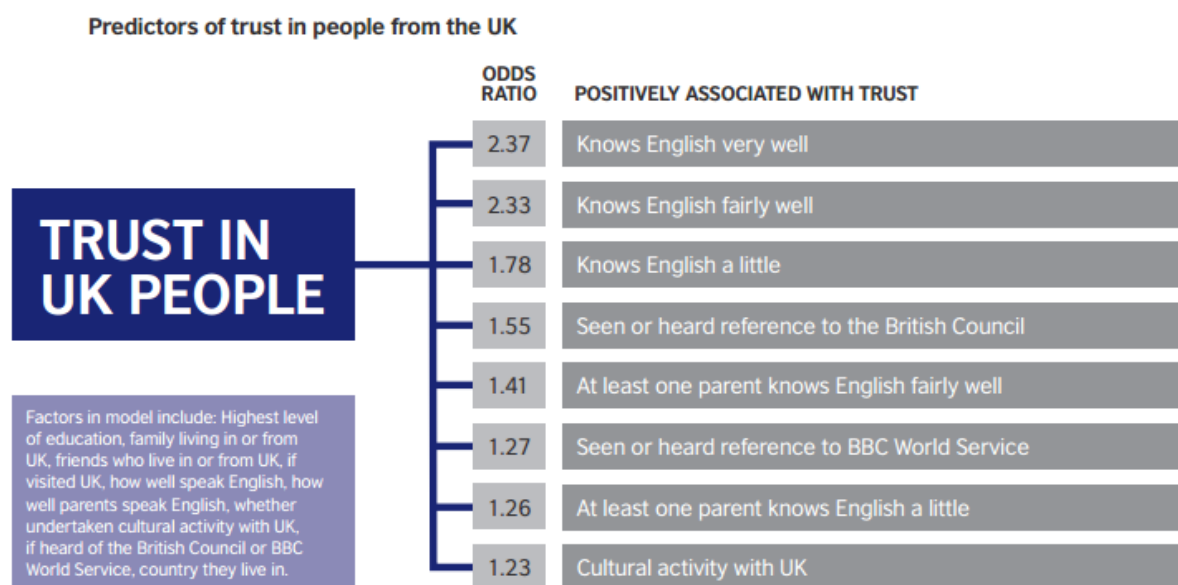 Predictors of trust in people from the UK
ODDS
RATIO
POSITIVELY ASSOCIATED WITH TRUST
TRUST IN
UK PEOPLE
2.37 Knows English very well
2.33 Knows English fairly well
1.78 Knows English a little
1.55 Seen or heard reference to the British Council
1.41 At least one parent knows English fairly well
1.27 Seen or heard reference to BBC World Service
1.26 At least one parent knows English a little
1.23 Cultural activity with UK
Factors in model include: Highest level
of education, family living in or from
UK, friends who live in or from UK, if
visited UK, how well speak English, how
well parents speak English, whether
undertaken cultural activity with UK,
if heard of the British Council or BBC
World Service, country they live in.